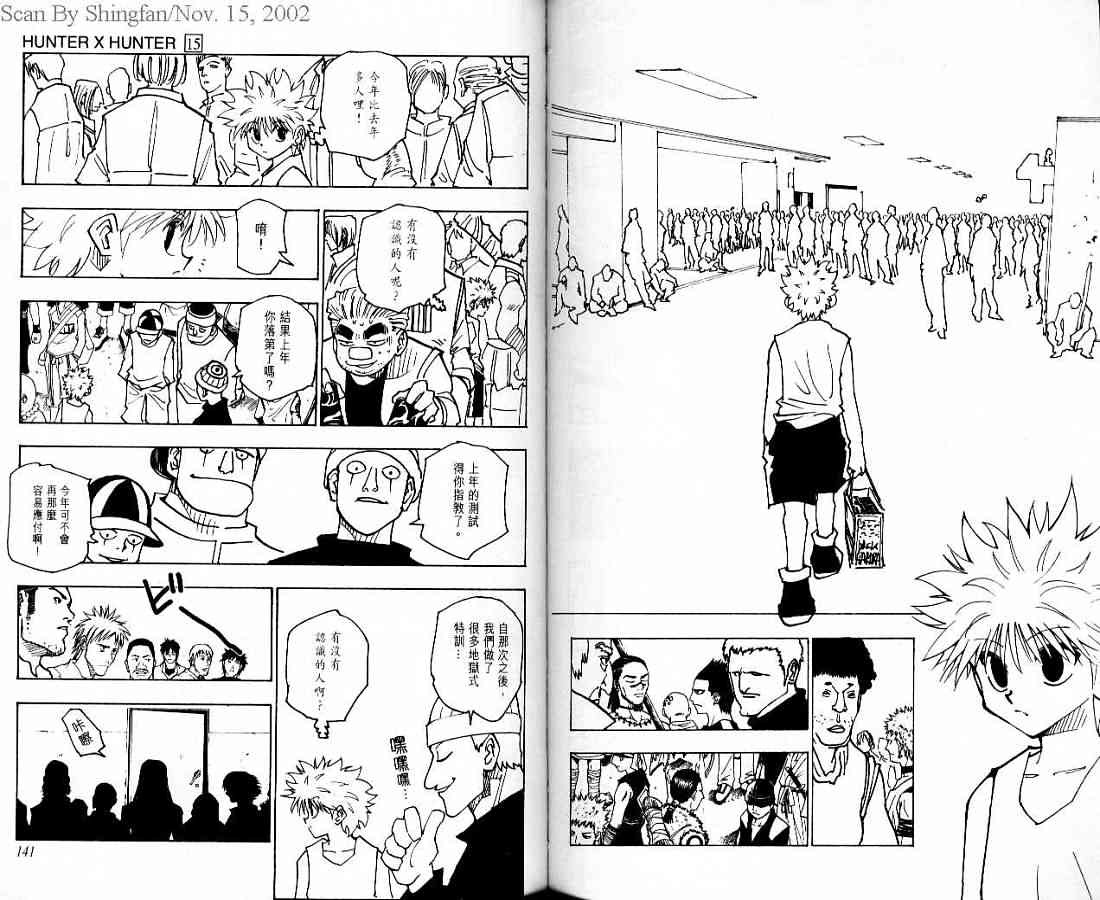 Scan By Shingfan/Nov. 15, 2002
HUNTER X HUNTER 15
今年比去年
多人哩！
有沒有
認識的人呢？
唷！
結果上年
你落第了嗎？
上年的測試
得你指教了。
今年可不會
再那麼
容易應付啊！
自那次之後，
我們做了
很多地獄式
特訓…
嘿嘿嘿…
有沒有
認識的人啊？
ビ
咔嚓
141